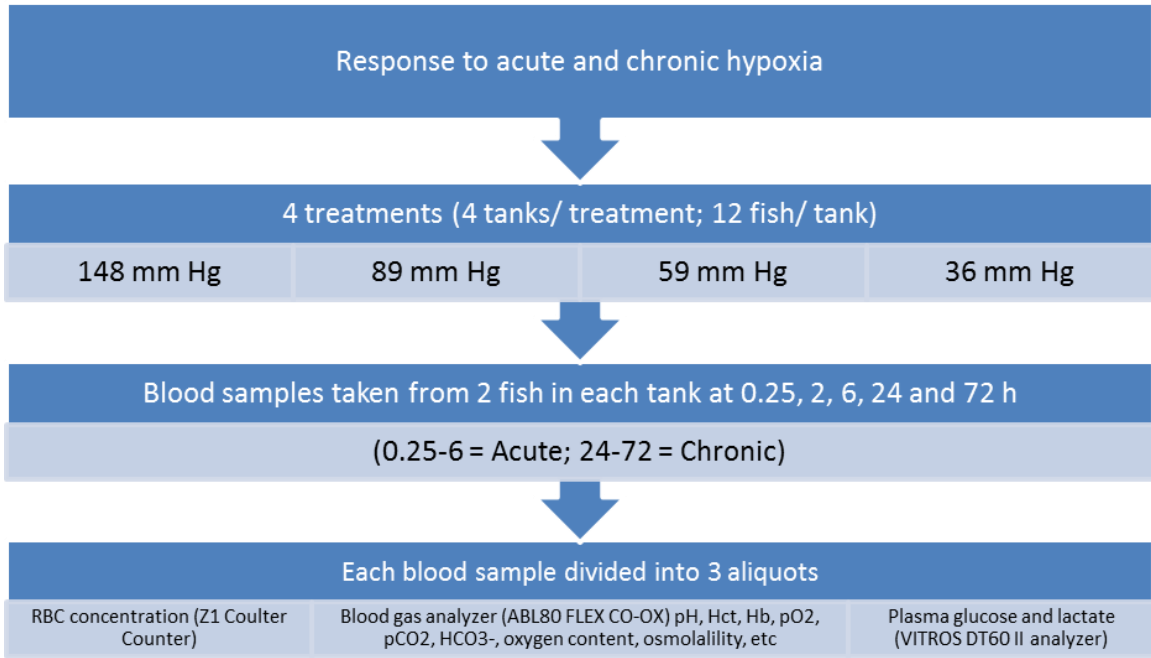 Response to acute and chronic hypoxia
4 treatments (4 tanks/ treatment; 12 fish/ tank)
148 mm Hg
89 mm Hg
59 mm Hg
36 mm Hg
Blood samples taken from 2 fish in each tank at 0.25, 2, 6, 24 and 72 h
(0.25-6 = Acute; 24-72 = Chronic)
Each blood sample divided into 3 aliquots
RBC concentration (Z1 Coulter
Counter)
Blood gas analyzer (ABL80 FLEX CO-OX) pH, Hct, Hb, pO2,
pCO2, HCO3-, oxygen content, osmolalility, etc
Plasma glucose and lactate
(VITROS DT60 II analyzer)